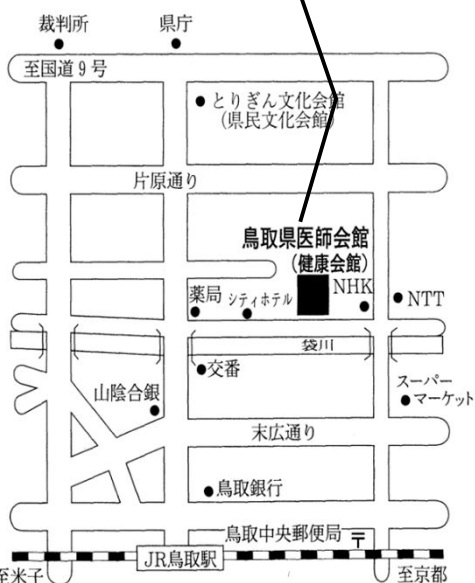 裁判所
県庁
至国道9号
とりぎん文化会館
（県民文化会館）
片原通り
鳥取県医師会館
（健康会館）
薬局
シティホテル
NHK
NTT
袋川
交番
山陰合銀
スーパー
マーケット
末広通り
鳥取銀行
鳥取中央郵便局
〒
JR鳥取駅
至米子
至京都